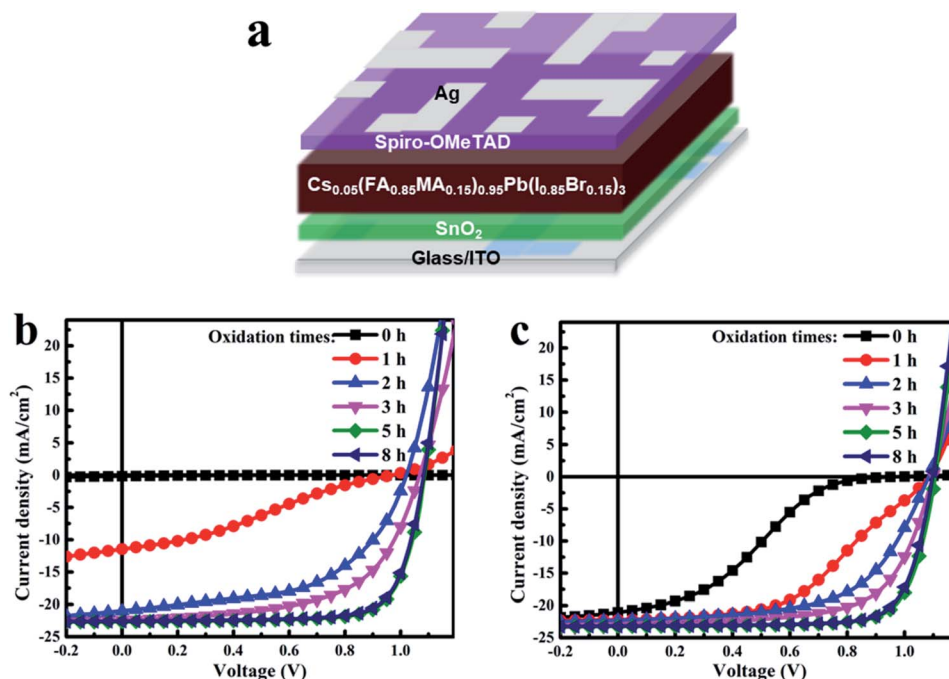 a
Ag
Spiro-OMeTAD
Cs0.05(FA0.85MA0.15)0.95Pb(I0.85Br0.15)3
SnO2
Glass/ITO
b
Oxidation times:
0 h
1 h
2 h
3 h
5 h
8 h
20
15
10
5
0
-5
-10
-15
-20
-25
Current density (mA/cm2)
-0.2 0.0 0.2 0.4 0.6 0.8 1.0
Voltage (V)
c
Oxidation times:
0 h
1 h
2 h
3 h
5 h
8 h
20
15
10
5
0
-5
-10
-15
-20
-25
Current density (mA/cm2)
-0.2 0.0 0.2 0.4 0.6 0.8 1.0
Voltage (V)